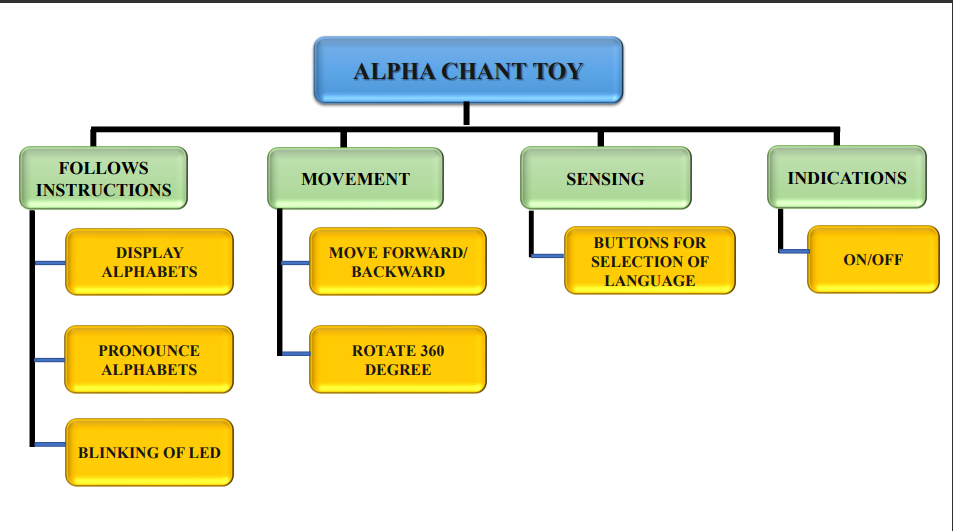 ALPHA CHANT TOY
FOLLOWS
INSTRUCTIONS
MOVEMENT
SENSING
INDICATIONS
DISPLAY
ALPHABETS
MOVE FORWARD/
BACKWARD
BUTTONS FOR
SELECTION OF
LANGUAGE
ON/OFF
PRONOUNCE
ALPHABETS
ROTATE 360
DEGREE
BLINKING OF LED